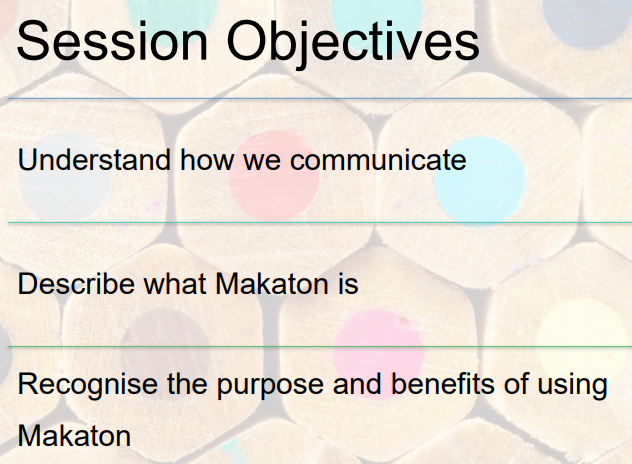 Session Objectives
Understand how we communicate
Describe what Makaton is
Recognise the purpose and benefits of using
Makaton